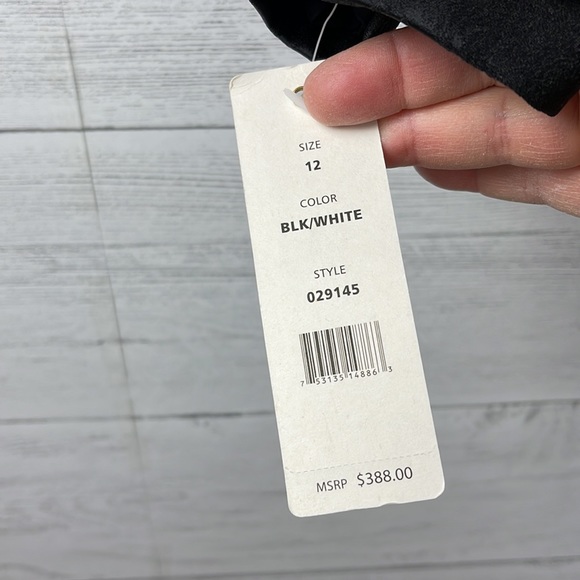 SIZE
12
COLOR
BLK/WHITE
STYLE
029145
7 53135 14886 3
MSRP $388.00